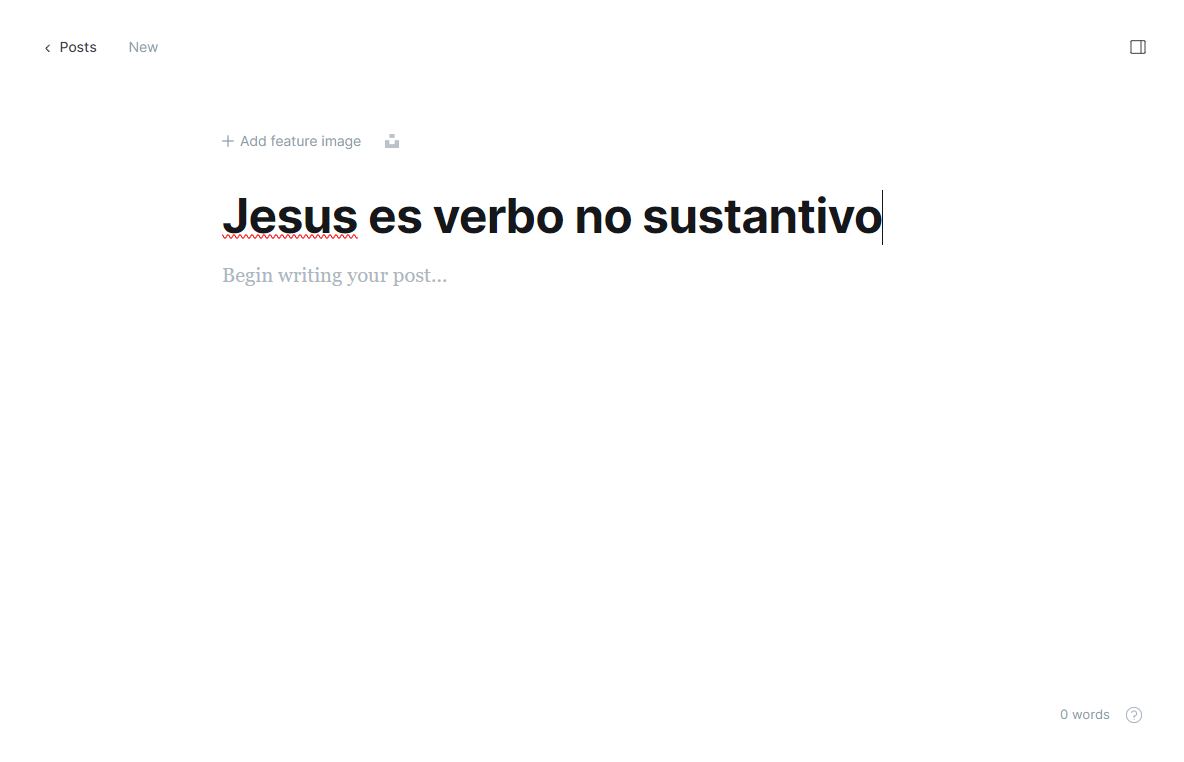 Posts New
Add feature image
Jesus es verbo no sustantivo
Begin writing your post...
0 words ?